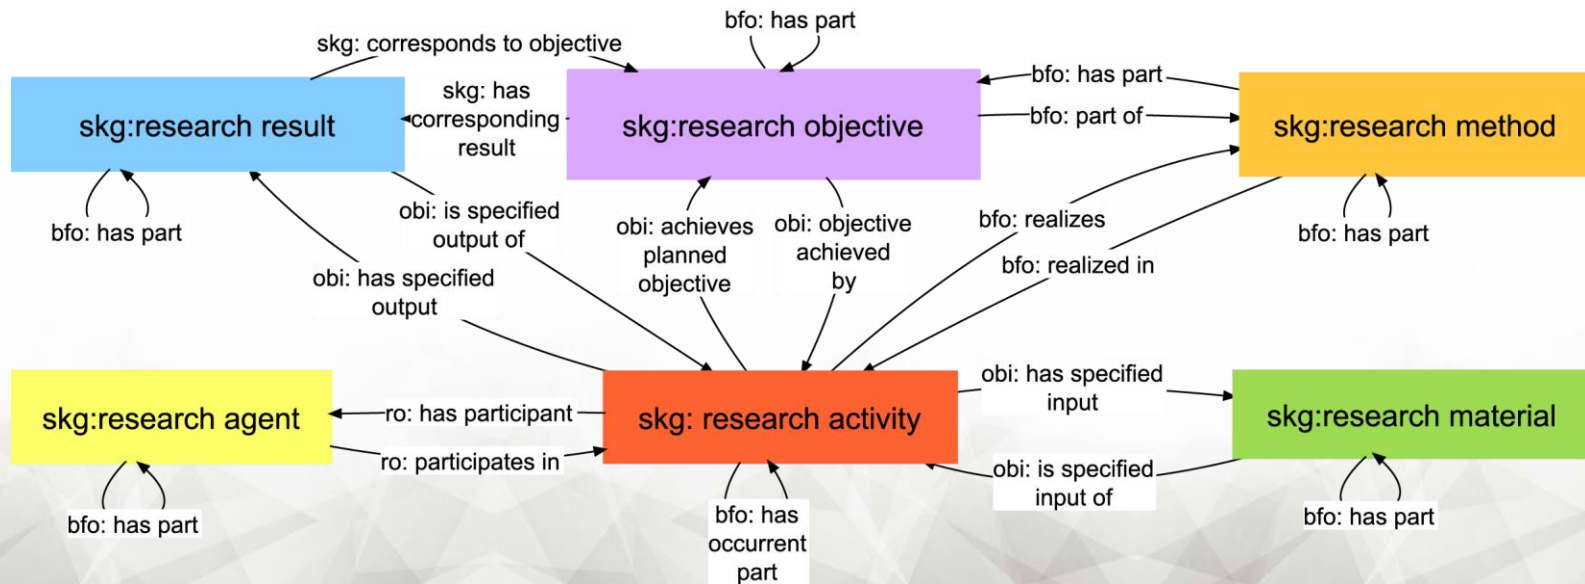 bfo: has part
skg: corresponds to objective
skg: has
corresponding
result
bfo: has part
bfo: part of
skg:research result
skg:research objective
skg:research method
bfo: has part
obi: is specified
output of
obi: has specified
output
obi: achieves
planned
objective
obi: objective
achieved
by
bfo: realizes
bfo: realized in
bfo: has part
skg:research agent
ro: has participant
ro: participates in
skg: research activity
obi: has specified
input
obi: is specified
input of
skg:research material
bfo: has part
bfo: has
occurrent
part
bfo: has part